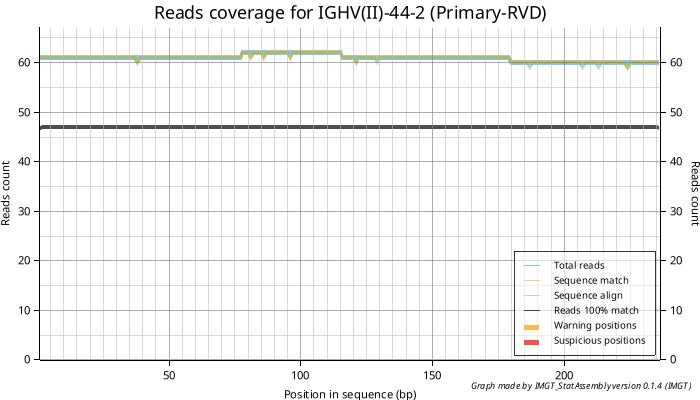 Reads coverage for IGHV(II)-44-2 (Primary-RVD)
60 60
50 50
40 40
30 30
20 20
10 10
0 0
Reads count
Reads count
Total reads
Sequence match
Sequence align
Reads 100% match
Warning positions
Suspicious positions
50 100 150 200
Position in sequence (bp)
Graph made by IMGT_StatAssembly version 0.1.4 (IMGT)